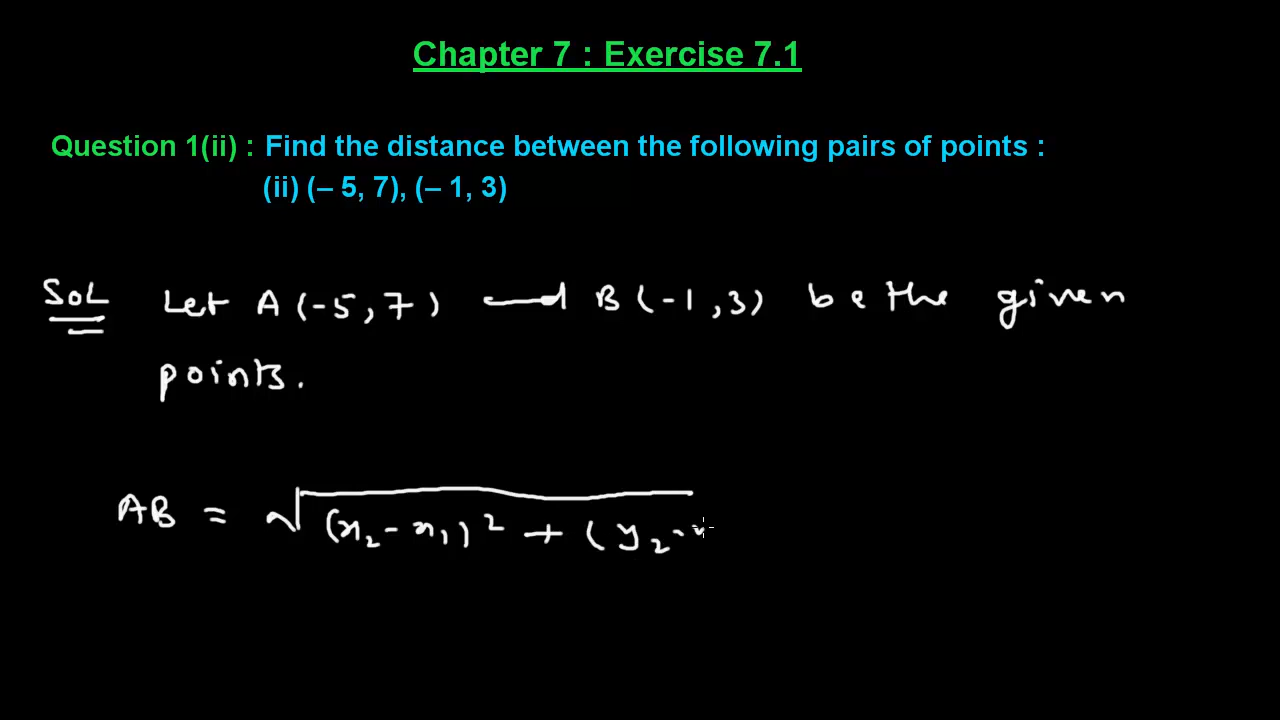 Chapter 7 : Exercise 7.1
Question 1(ii) : Find the distance between the following pairs of points :
(ii) (– 5, 7), (– 1, 3)
SOL Let A (-5, 7) and B (-1, 3) be the given
points.
AB = √(x₂ - x₁)² + (y₂ -